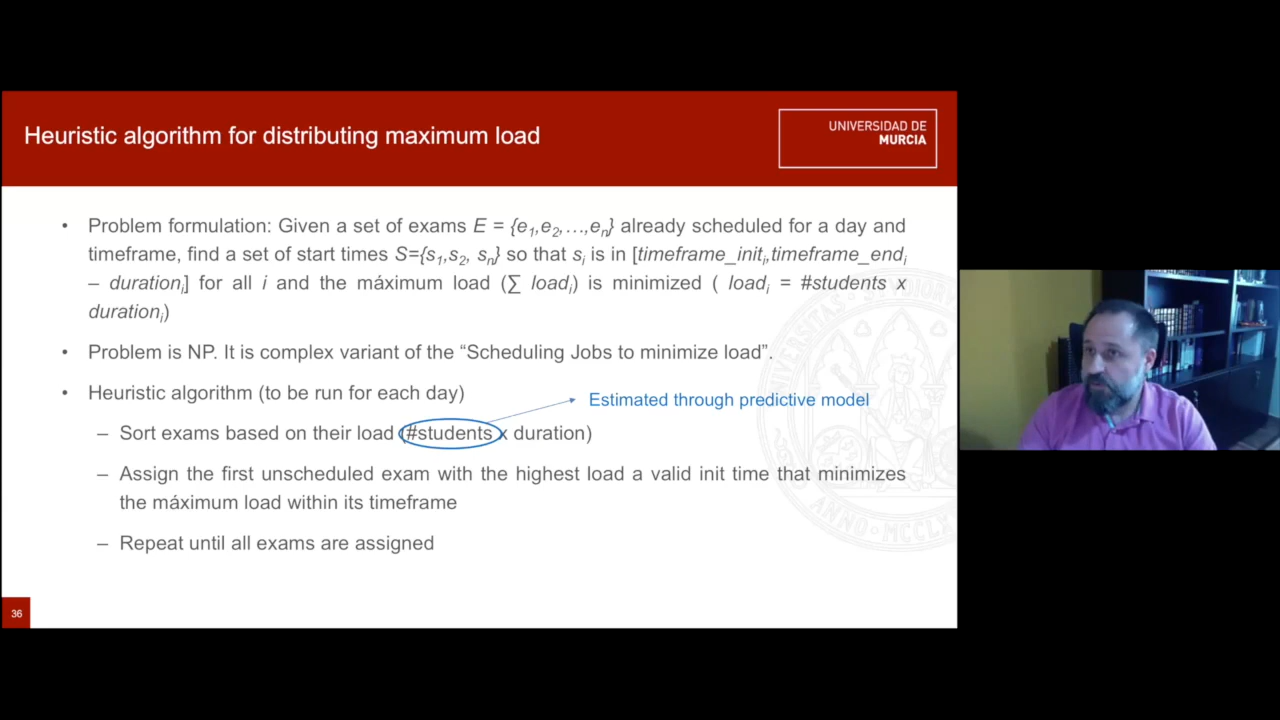 Heuristic algorithm for distributing maximum load
UNIVERSIDAD DE
MURCIA
• Problem formulation: Given a set of exams E = {e1,e2,…,en} already scheduled for a day and
timeframe, find a set of start times S={s1,s2, sn} so that si is in [timeframe_initi,timeframe_endi
– durationi] for all i and the máximum load (∑ loadi) is minimized ( loadi = #students x
durationi)
• Problem is NP. It is complex variant of the “Scheduling Jobs to minimize load”.
• Heuristic algorithm (to be run for each day)
Estimated through predictive model
– Sort exams based on their load (#students x duration)
– Assign the first unscheduled exam with the highest load a valid init time that minimizes
the máximum load within its timeframe
– Repeat until all exams are assigned
36